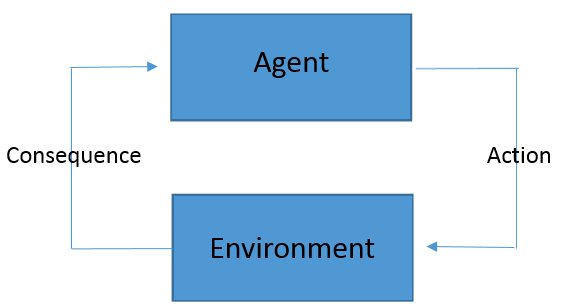 Agent
Consequence
Action
Environment